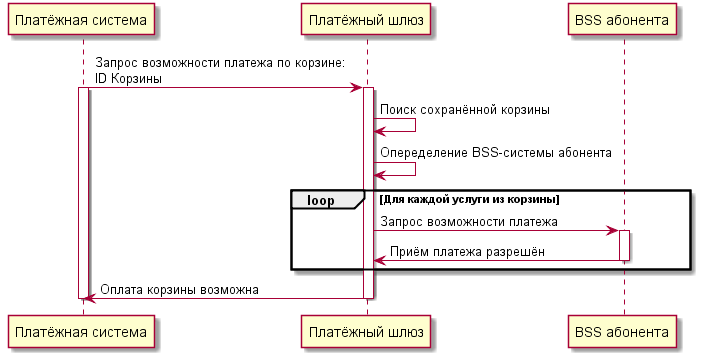 Платёжная система
Платёжный шлюз
BSS абонента
Запрос возможности платежа по корзине:
ID Корзины
Поиск сохранённой корзины
Опеределение BSS-системы абонента
loop
[Для каждой услуги из корзины]
Запрос возможности платежа
Приём платежа разрешён
Оплата корзины возможна
Платёжная система
Платёжный шлюз
BSS абонента